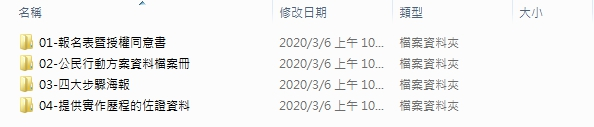 名稱 修改日期 類型 大小
01-報名表暨授權同意書 2020/3/6 上午 10... 檔案資料夾
02-公民行動方案資料檔案冊 2020/3/6 上午 10... 檔案資料夾
03-四大步驟海報 2020/3/6 上午 10... 檔案資料夾
04-提供實作歷程的佐證資料 2020/3/6 上午 10... 檔案資料夾